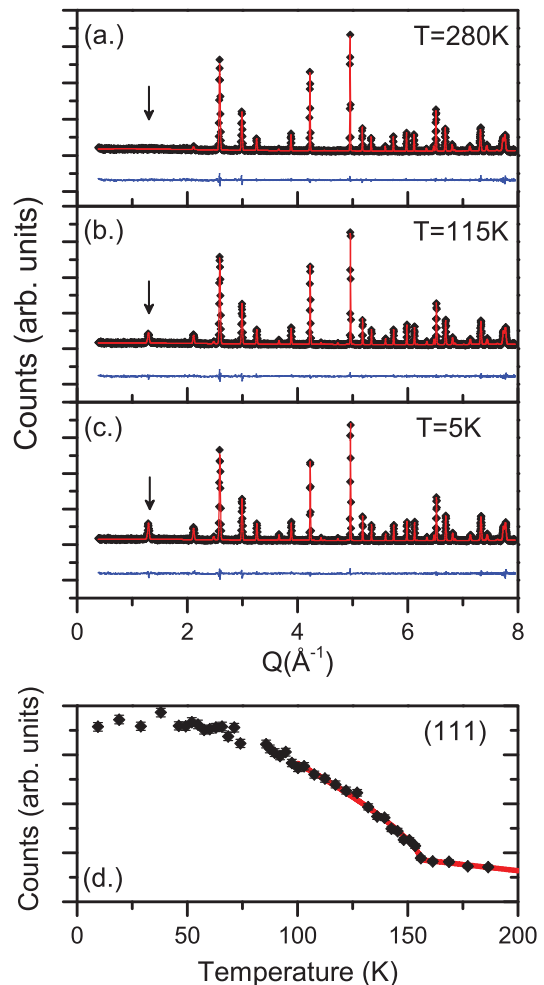 (a.)
T=280K
(b.)
T=115K
(c.)
T=5K
Counts (arb. units)
0 2 4 6 8
Q(Å⁻¹)
(111)
(d.)
Counts (arb. units)
0 50 100 150 200
Temperature (K)